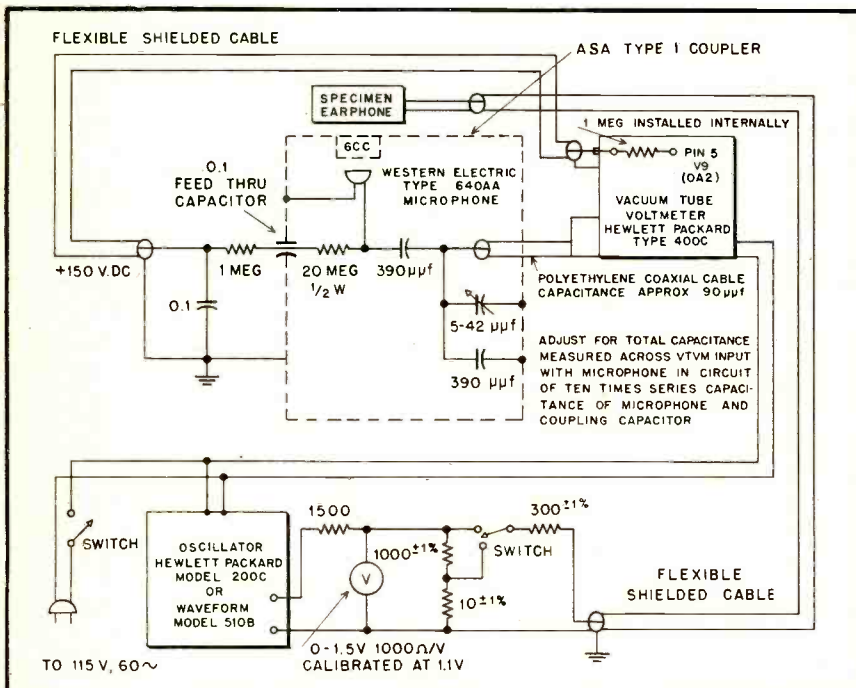 FLEXIBLE SHIELDED CABLE
ASA TYPE 1 COUPLER
SPECIMEN
EARPHONE
1 MEG INSTALLED INTERNALLY
6CC
PIN 5
V9
(OA2)
0.1
FEED THRU
CAPACITOR
WESTERN ELECTRIC
TYPE 640AA
MICROPHONE
VACUUM TUBE
VOLTMETER
HEWLETT PACKARD
TYPE 400C
+150 V.DC
1 MEG
20 MEG
1/2 W
390 μμf
POLYETHYLENE COAXIAL CABLE
CAPACITANCE APPROX 90μμf
0.1
5-42 μμf
390 μμf
ADJUST FOR TOTAL CAPACITANCE
MEASURED ACROSS VTVM INPUT
WITH MICROPHONE IN CIRCUIT
OF TEN TIMES SERIES CAPACI-
TANCE OF MICROPHONE AND
COUPLING CAPACITOR
SWITCH
OSCILLATOR
HEWLETT PACKARD
MODEL 200C
OR
WAVEFORM
MODEL 510B
1500
V
1000±1%
10±1%
SWITCH
300±1%
FLEXIBLE
SHIELDED CABLE
TO 115 V, 60~
0-1.5V 1000Ω/V
CALIBRATED AT 1.1V